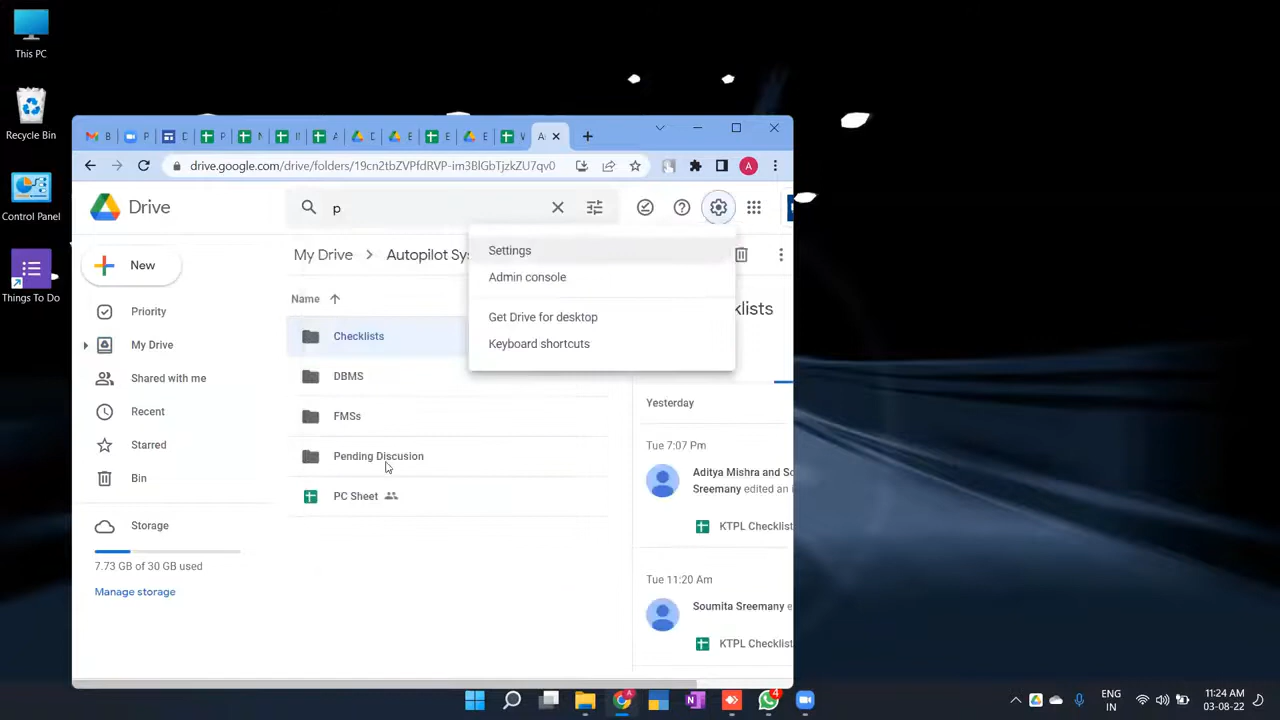 This PC
Recycle Bin
Control Panel
Things To Do
B
P
D
P
A
E
E
A
drive.google.com/drive/folders/19cn2tbZVPfdRVP-im3BlGbTjzkZU7qv0
A
Drive
p
New
Priority
My Drive
Shared with me
Recent
Starred
Bin
Storage
7.73 GB of 30 GB used
Manage storage
My Drive
Autopilot Sys
Name
Checklists
DBMS
FMSs
Pending Discusion
PC Sheet
Settings
Admin console
Get Drive for desktop
Keyboard shortcuts
klists
Yesterday
Tue 7:07 Pm
Aditya Mishra and So
Sreemany edited an i
KTPL Checklist
Tue 11:20 Am
Soumita Sreemany e
KTPL Checklist
4
ENG
IN
11:24 AM
03-08-22